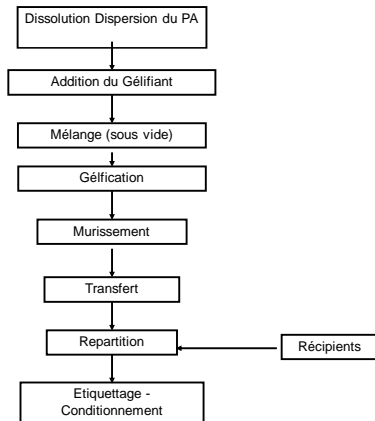 Dissolution Dispersion du PA
Addition du Gélifiant
Mélange (sous vide)
Gélfication
Murissement
Transfert
Repartition
Récipients
Etiquettage -
Conditionnement